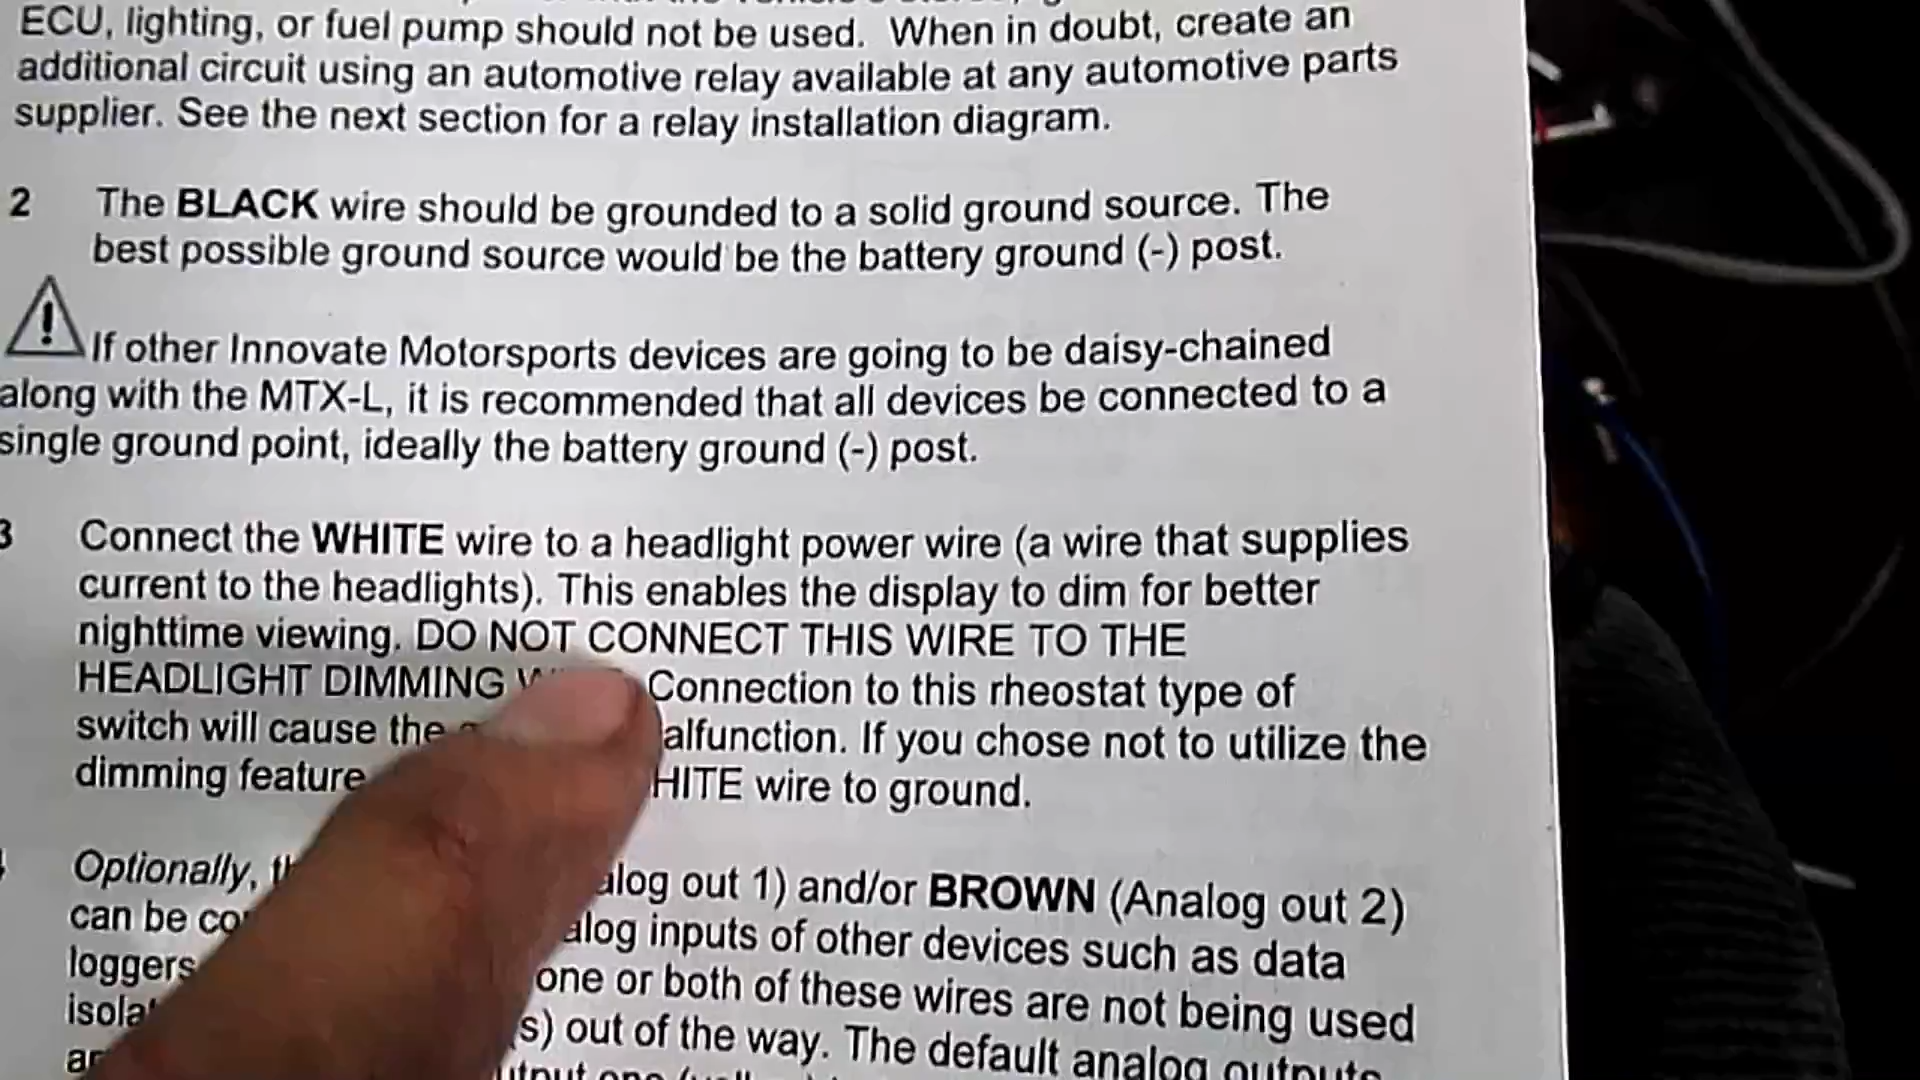 ECU, lighting, or fuel pump should not be used. When in doubt, create an
additional circuit using an automotive relay available at any automotive parts
supplier. See the next section for a relay installation diagram.
2 The BLACK wire should be grounded to a solid ground source. The
best possible ground source would be the battery ground (-) post.
If other Innovate Motorsports devices are going to be daisy-chained
along with the MTX-L, it is recommended that all devices be connected to a
single ground point, ideally the battery ground (-) post.
3 Connect the WHITE wire to a headlight power wire (a wire that supplies
current to the headlights). This enables the display to dim for better
nighttime viewing. DO NOT CONNECT THIS WIRE TO THE
HEADLIGHT DIMMING Connection to this rheostat type of
switch will cause the alfunction. If you chose not to utilize the
dimming feature HITE wire to ground.
Optionally, alog out 1) and/or BROWN (Analog out 2)
can be co alog inputs of other devices such as data
loggers one or both of these wires are not being used
isola (s) out of the way. The default analog outputs